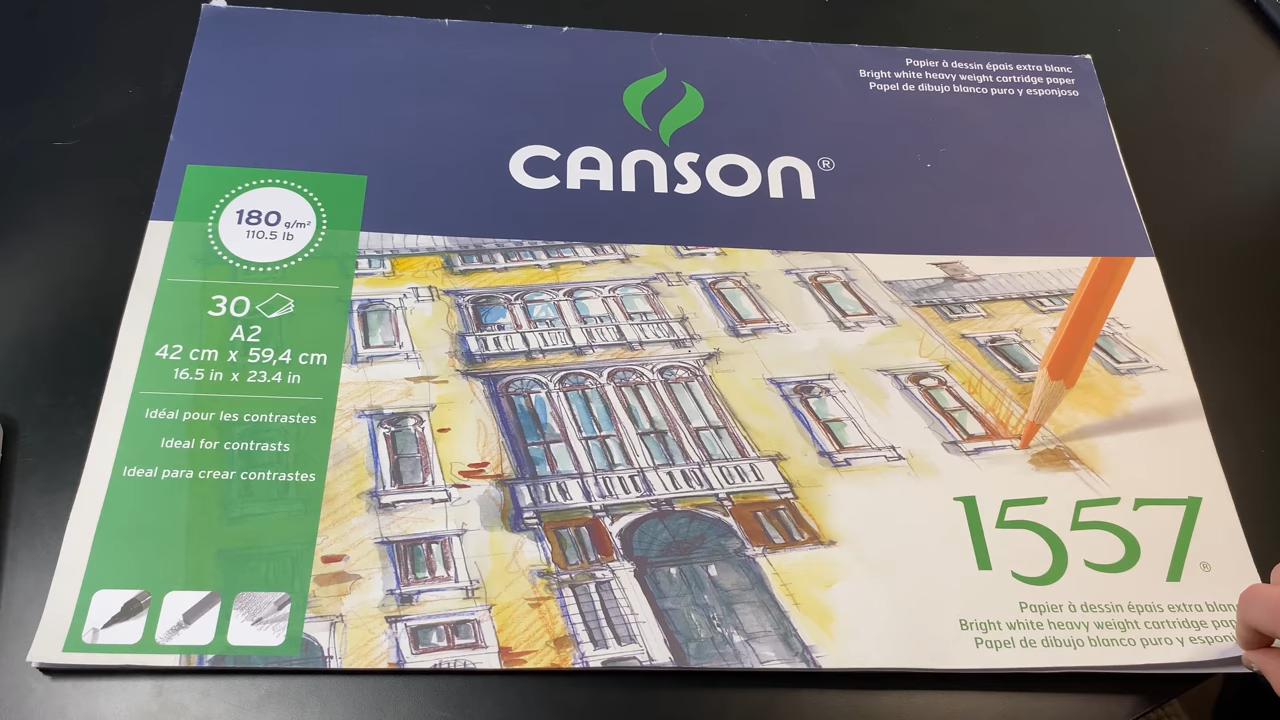 Papier à dessin épais extra blanc
Bright white heavy weight cartridge paper
Papel de dibujo blanco puro y esponjoso
CANSON®
180 g/m²
110.5 lb
30
A2
42 cm x 59,4 cm
16.5 in x 23.4 in
Idéal pour les contrastes
Ideal for contrasts
Ideal para crear contrastes
1557®
Papier à dessin épais extra blan
Bright white heavy weight cartridge pap
Papel de dibujo blanco puro y esponj